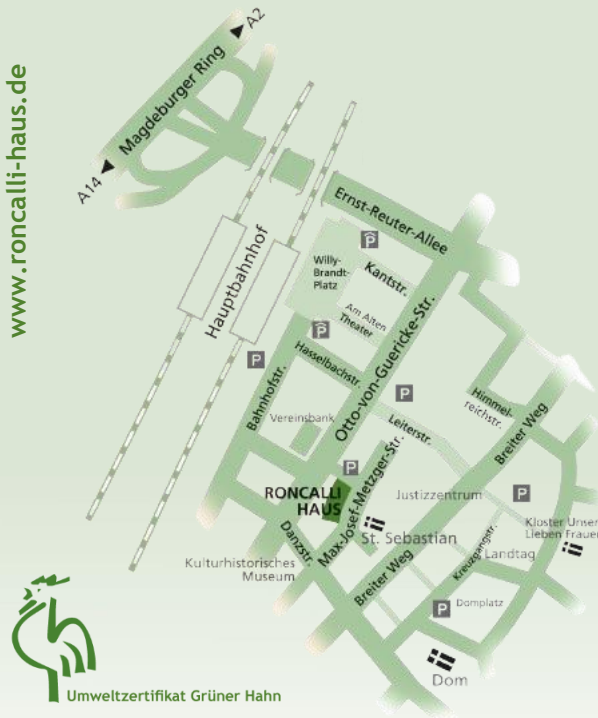 www.roncalli-haus.de
A2
Magdeburger Ring
A14
Ernst-Reuter-Allee
Hauptbahnhof
P
Willy-
Brandt-
Platz
Kantstr.
Am Alten
Theater
P
Otto-von-Guericke-Str.
P
Hasselbachstr.
Bahnhofstr.
P
Himmel-
reichstr.
Breiter Weg
Vereinsbank
Leiterstr.
P
RONCALLI
HAUS
Max-Josef-Metzger-Str.
Justizzentrum
P
St. Sebastian
Kloster Unser
Lieben Frauen
Danzstr.
Kulturhistorisches
Museum
Breiter Weg
Kreuzgangstr.
Landtag
P
Domplatz
Dom
Umweltzertifikat Grüner Hahn